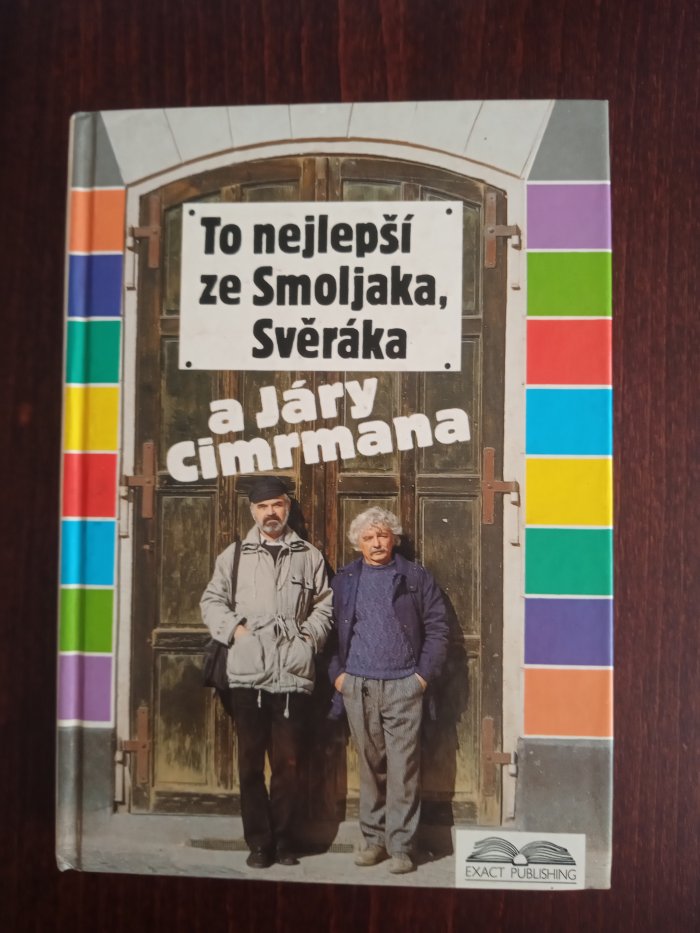 To nejlepší
ze Smoljaka,
Svěráka
a Járy
Cimrmana
EXACT PUBLISHING